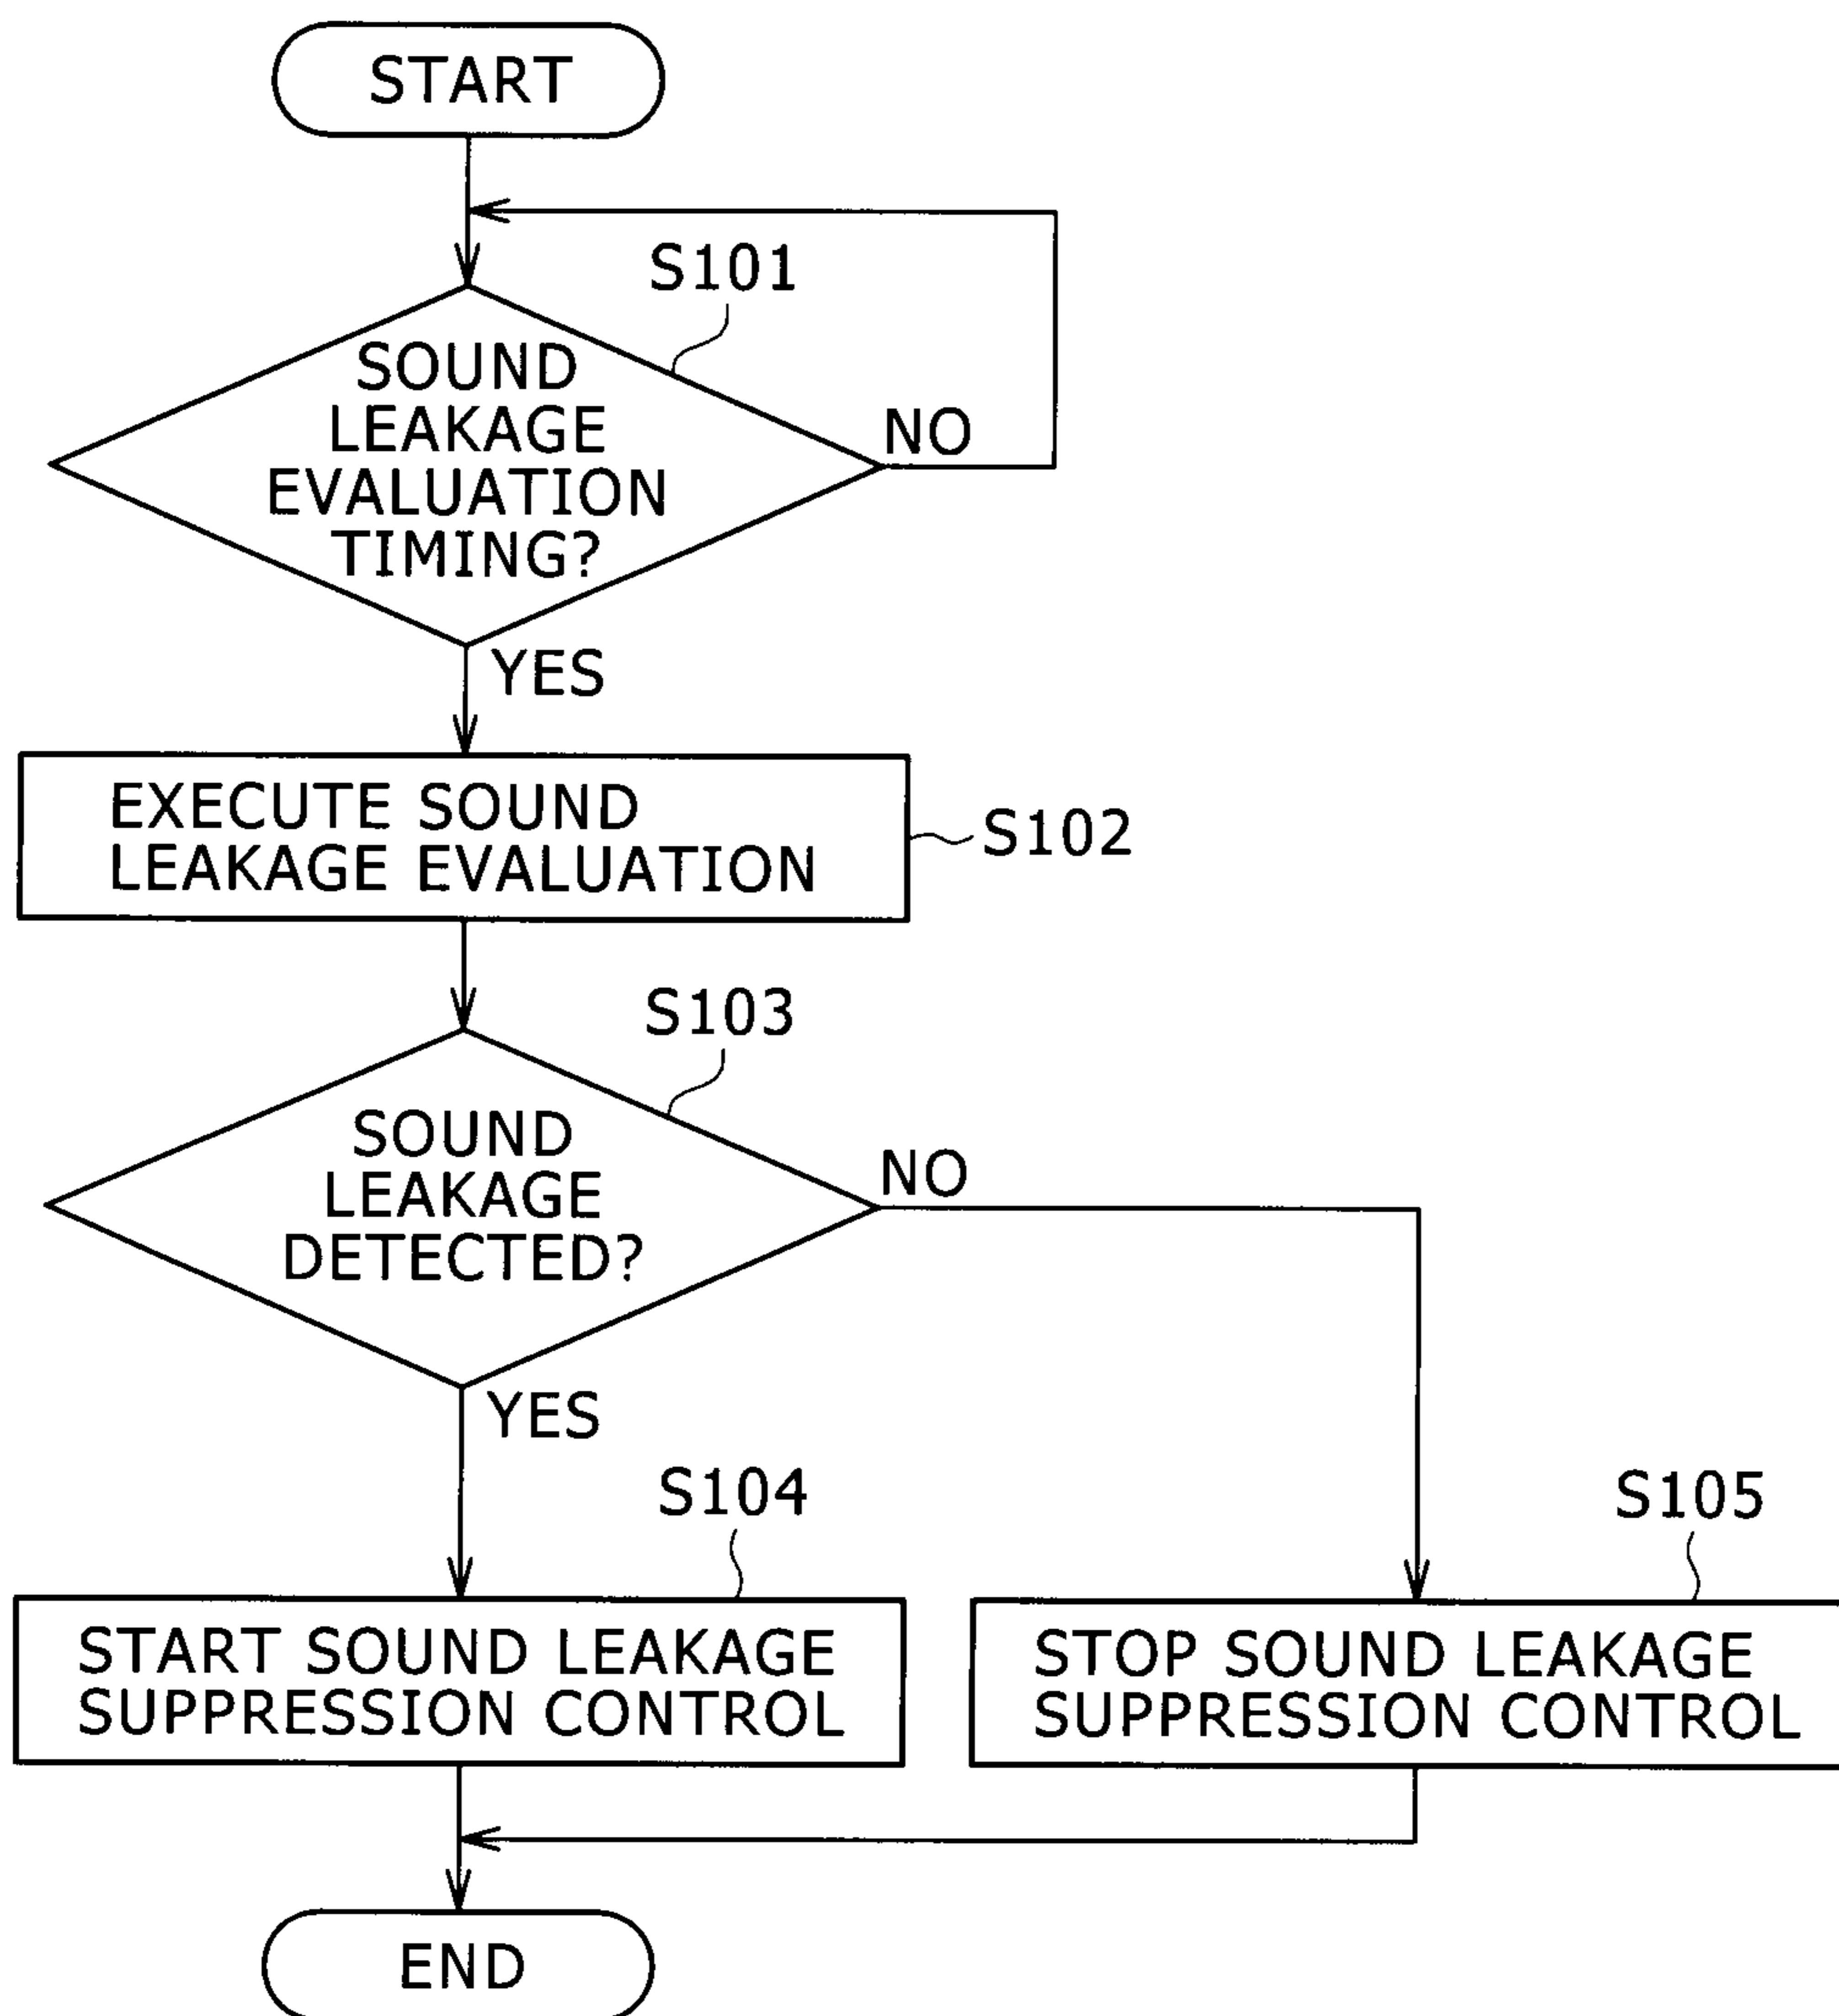 START
S101
SOUND
LEAKAGE
EVALUATION
TIMING?
NO
YES
EXECUTE SOUND
LEAKAGE EVALUATION
S102
S103
SOUND
LEAKAGE
DETECTED?
NO
YES
S104
START SOUND LEAKAGE
SUPPRESSION CONTROL
S105
STOP SOUND LEAKAGE
SUPPRESSION CONTROL
END